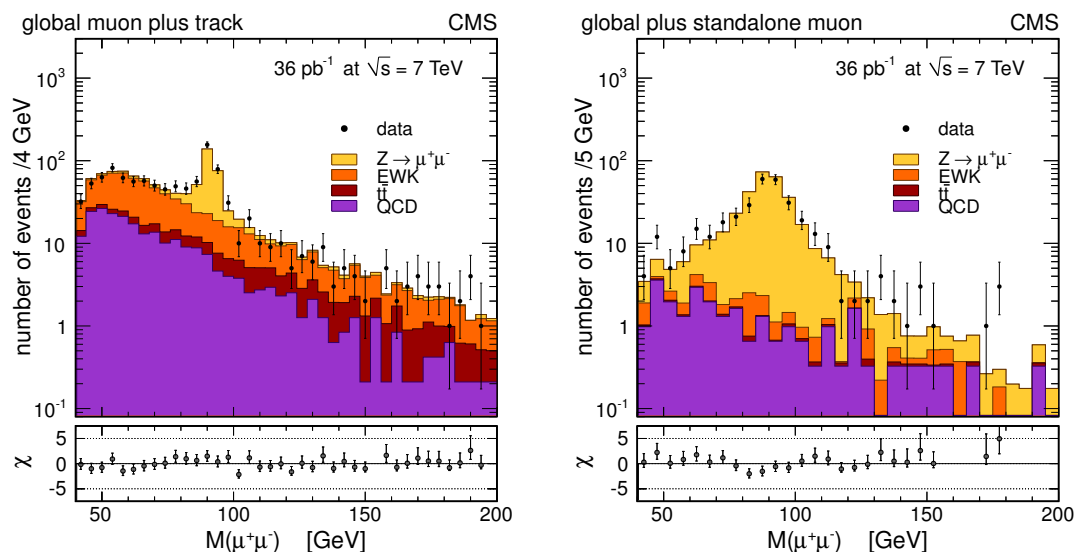 global muon plus track CMS
36 pb⁻¹ at √s = 7 TeV
data
Z → μ⁺μ⁻
EWK
tt̄
QCD
number of events /4 GeV
10³
10²
10
1
10⁻¹
χ
5
0
-5
50 100 150 200
M(μ⁺μ⁻) [GeV]
global plus standalone muon CMS
36 pb⁻¹ at √s = 7 TeV
data
Z → μ⁺μ⁻
EWK
tt̄
QCD
number of events /5 GeV
10³
10²
10
1
10⁻¹
χ
5
0
-5
50 100 150 200
M(μ⁺μ⁻) [GeV]